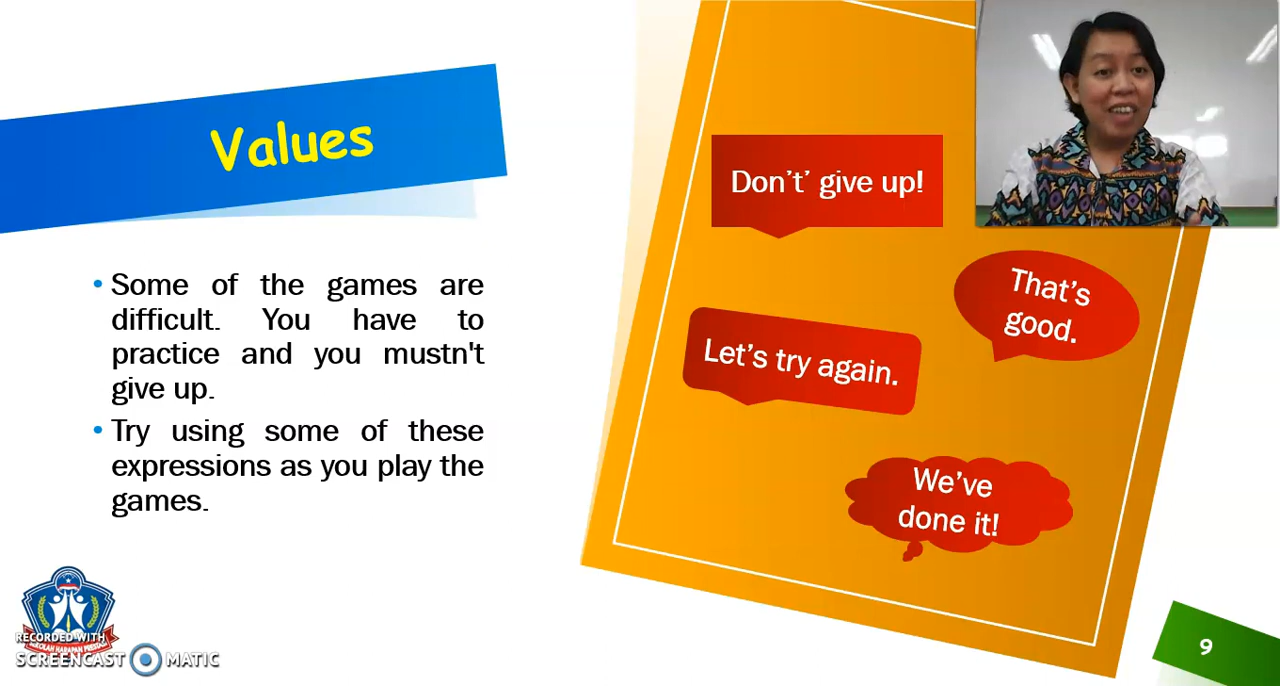 Values
Some of the games are
difficult. You have to
practice and you mustn't
give up.
Try using some of these
expressions as you play the
games.
Don't' give up!
That's
good.
Let's try again.
We've
done it!
SEKOLAH HARAPAN
RECORDED WITH
SCREENCAST MATIC
9